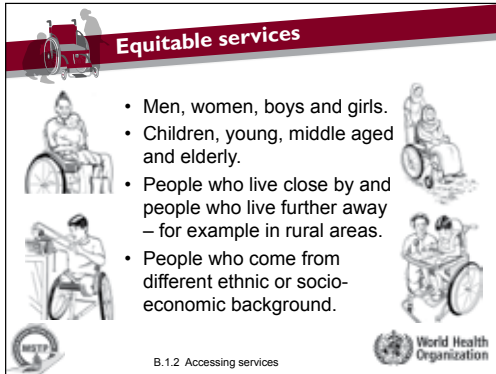 Equitable services
• Men, women, boys and girls.
• Children, young, middle aged
and elderly.
• People who live close by and
people who live further away
– for example in rural areas.
• People who come from
different ethnic or socio-
economic background.
MSTP
B.1.2 Accessing services
World Health
Organization